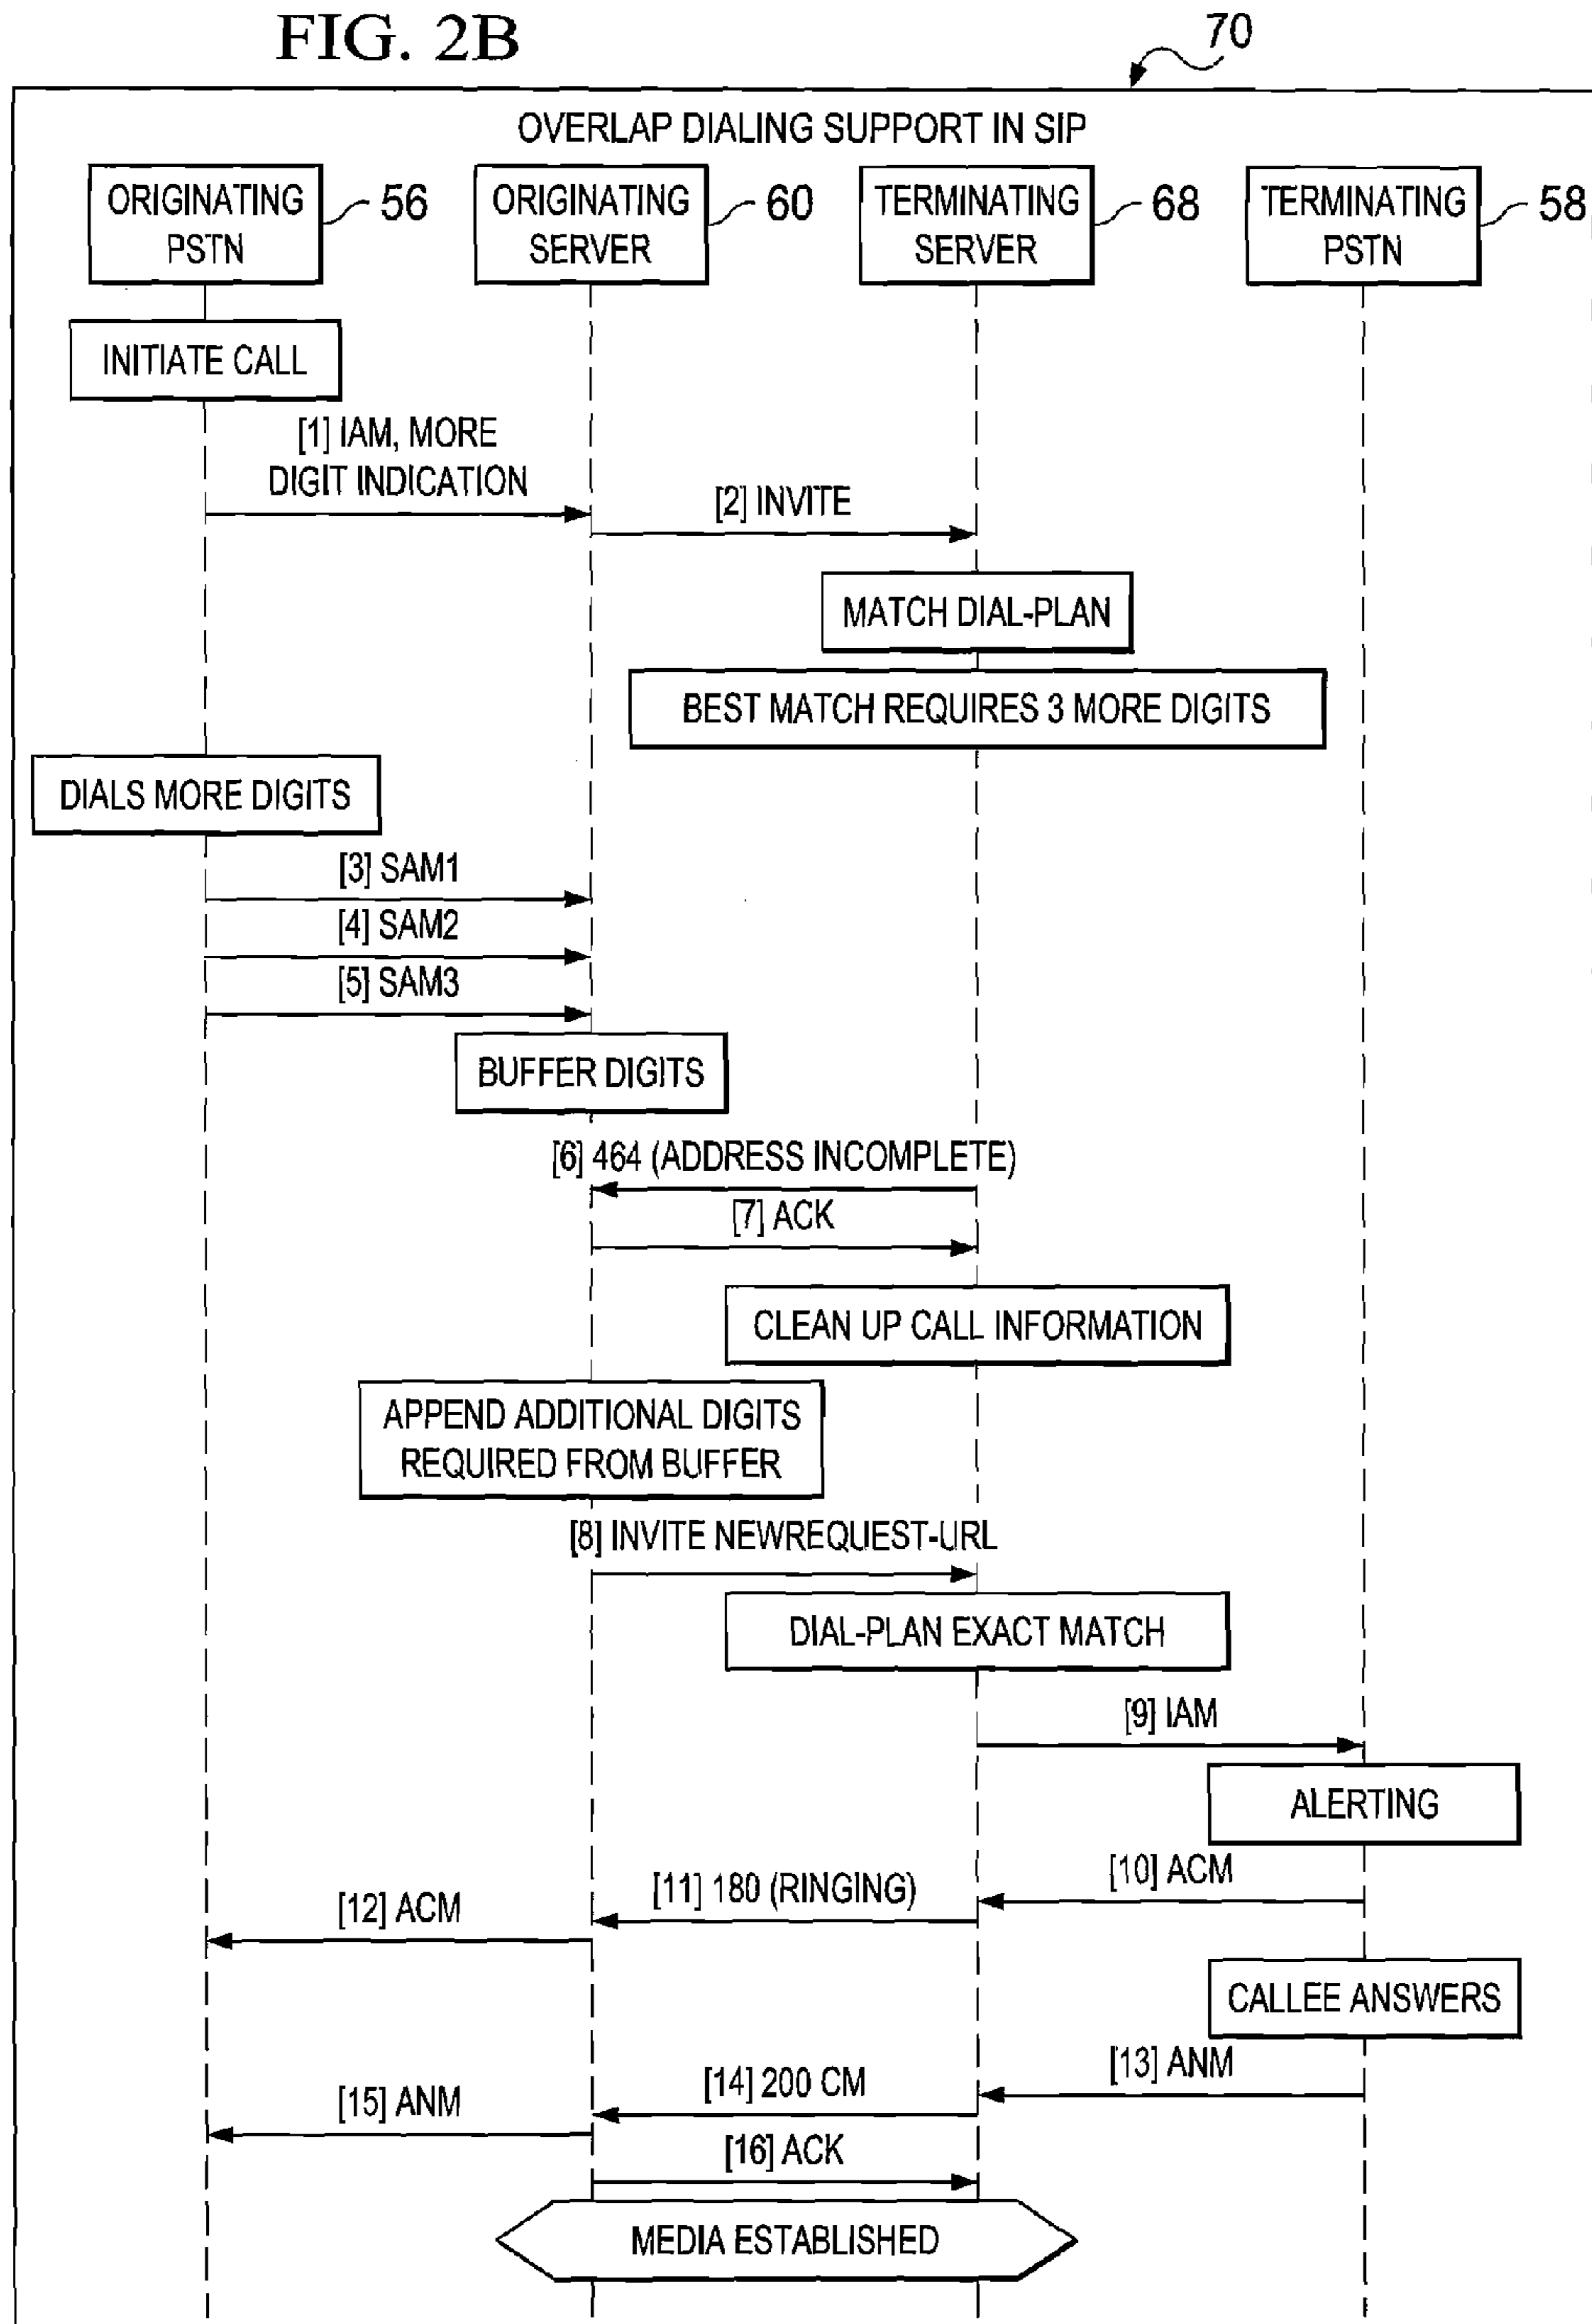 FIG. 2B
70
OVERLAP DIALING SUPPORT IN SIP
ORIGINATING
PSTN
56
ORIGINATING
SERVER
60
TERMINATING
SERVER
68
TERMINATING
PSTN
58
INITIATE CALL
[1] IAM, MORE
DIGIT INDICATION
[2] INVITE
MATCH DIAL-PLAN
BEST MATCH REQUIRES 3 MORE DIGITS
DIALS MORE DIGITS
[3] SAM1
[4] SAM2
[5] SAM3
BUFFER DIGITS
[6] 464 (ADDRESS INCOMPLETE)
[7] ACK
CLEAN UP CALL INFORMATION
APPEND ADDITIONAL DIGITS
REQUIRED FROM BUFFER
[8] INVITE NEWREQUEST-URL
DIAL-PLAN EXACT MATCH
[9] IAM
ALERTING
[10] ACM
[11] 180 (RINGING)
[12] ACM
CALLEE ANSWERS
[13] ANM
[14] 200 CM
[15] ANM
[16] ACK
MEDIA ESTABLISHED